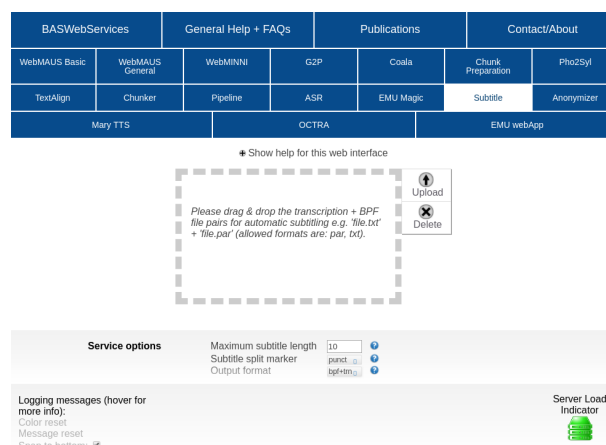 BASWebServices
General Help + FAQs
Publications
Contact/About
WebMAUS Basic
WebMAUS
General
WebMINNI
G2P
Coala
Chunk
Preparation
Pho2Syl
TextAlign
Chunker
Pipeline
ASR
EMU Magic
Subtitle
Anonymizer
Mary TTS
OCTRA
EMU webApp
Show help for this web interface
Upload
Delete
Please drag & drop the transcription + BPF
file pairs for automatic subtitling e.g. 'file.txt'
+ 'file.par' (allowed formats are: par, txt).
Service options
Maximum subtitle length 10
Subtitle split marker punct
Output format bpf+trn
Logging messages (hover for
more info):
Color reset
Message reset
Server Load
Indicator